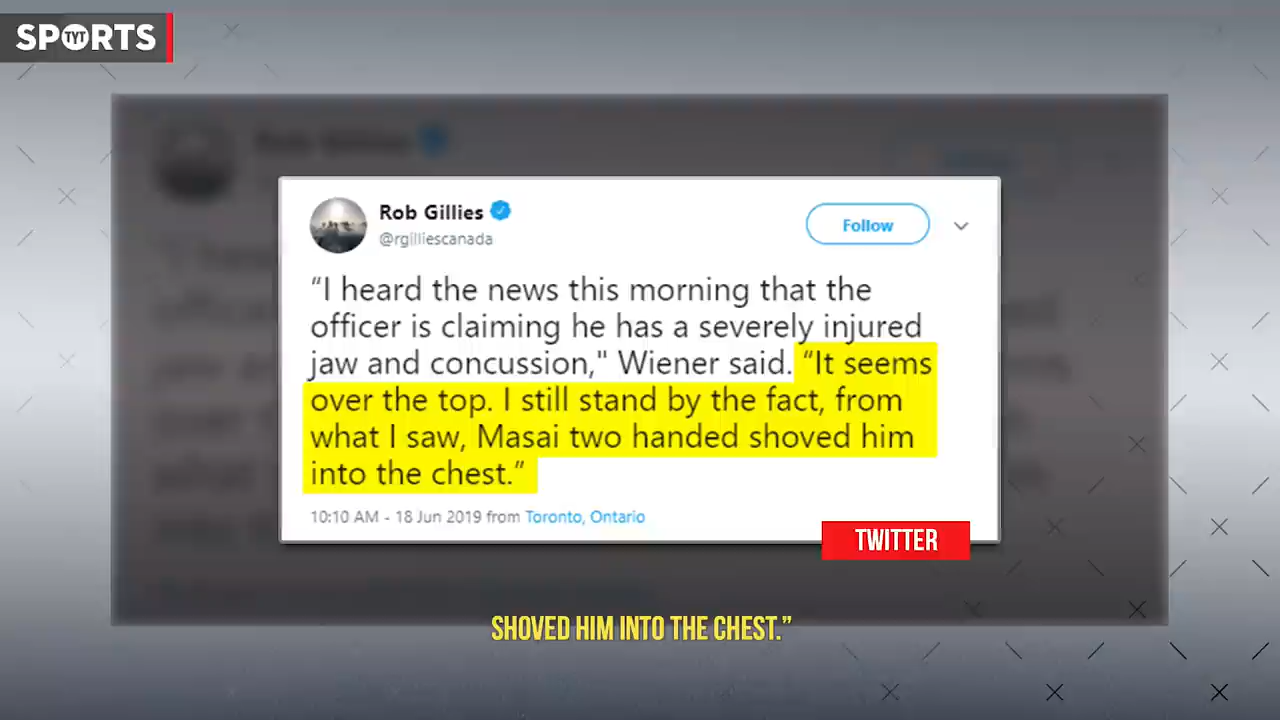 SPTYTRTS
Rob Gillies
@rgilliescanada
Follow
“I heard the news this morning that the
officer is claiming he has a severely injured
jaw and concussion," Wiener said. “It seems
over the top. I still stand by the fact, from
what I saw, Masai two handed shoved him
into the chest.”
10:10 AM - 18 Jun 2019 from Toronto, Ontario
TWITTER
SHOVED HIM INTO THE CHEST.”